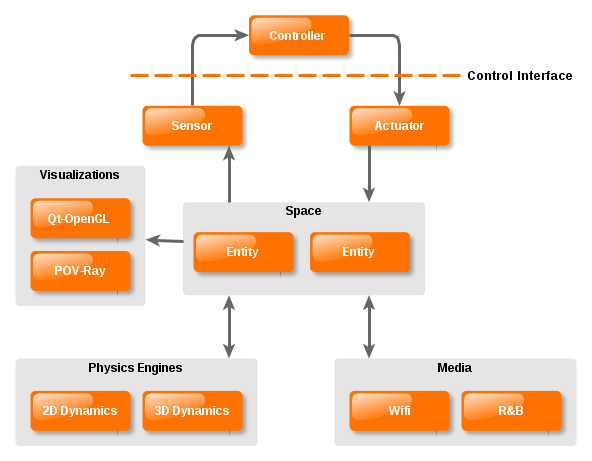 Controller
Control Interface
Sensor
Actuator
Visualizations
Qt-OpenGL
POV-Ray
Space
Entity
Entity
Physics Engines
2D Dynamics
3D Dynamics
Media
Wifi
R&B